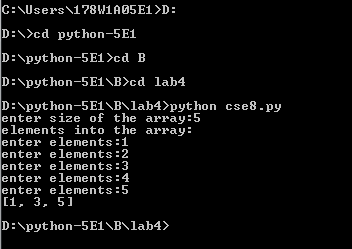 C:\Users\178W1A05E1>D:
D:\>cd python-5E1
D:\python-5E1>cd B
D:\python-5E1\B>cd lab4
D:\python-5E1\B\lab4>python cse8.py
enter size of the array:5
elements into the array:
enter elements:1
enter elements:2
enter elements:3
enter elements:4
enter elements:5
[1, 3, 5]
D:\python-5E1\B\lab4>